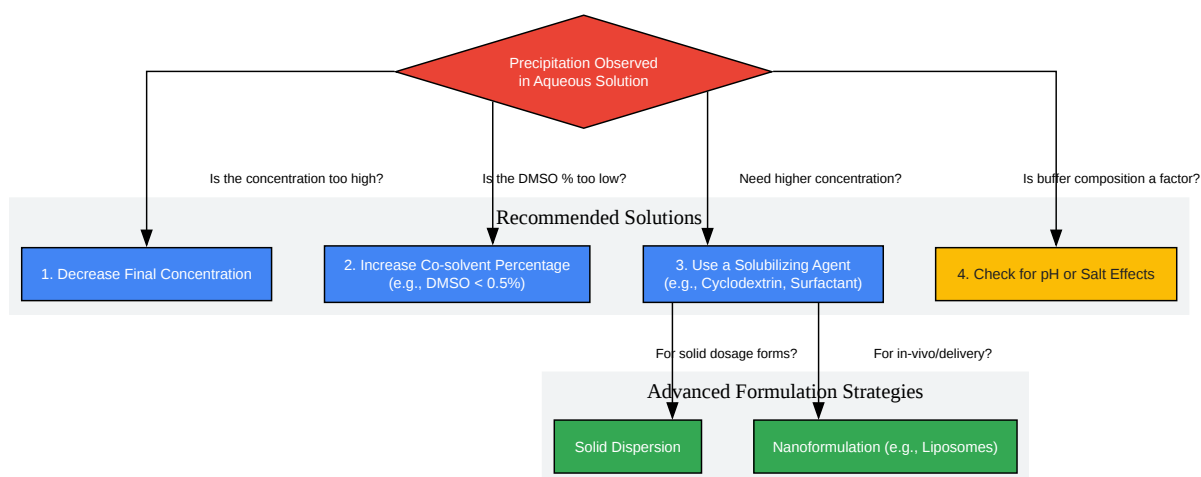 Precipitation Observed
in Aqueous Solution
Is the concentration too high?
Is the DMSO % too low?
Need higher concentration?
Is buffer composition a factor?
Recommended Solutions
1. Decrease Final Concentration
2. Increase Co-solvent Percentage
(e.g., DMSO < 0.5%)
3. Use a Solubilizing Agent
(e.g., Cyclodextrin, Surfactant)
4. Check for pH or Salt Effects
For solid dosage forms?
For in-vivo/delivery?
Advanced Formulation Strategies
Solid Dispersion
Nanoformulation (e.g., Liposomes)